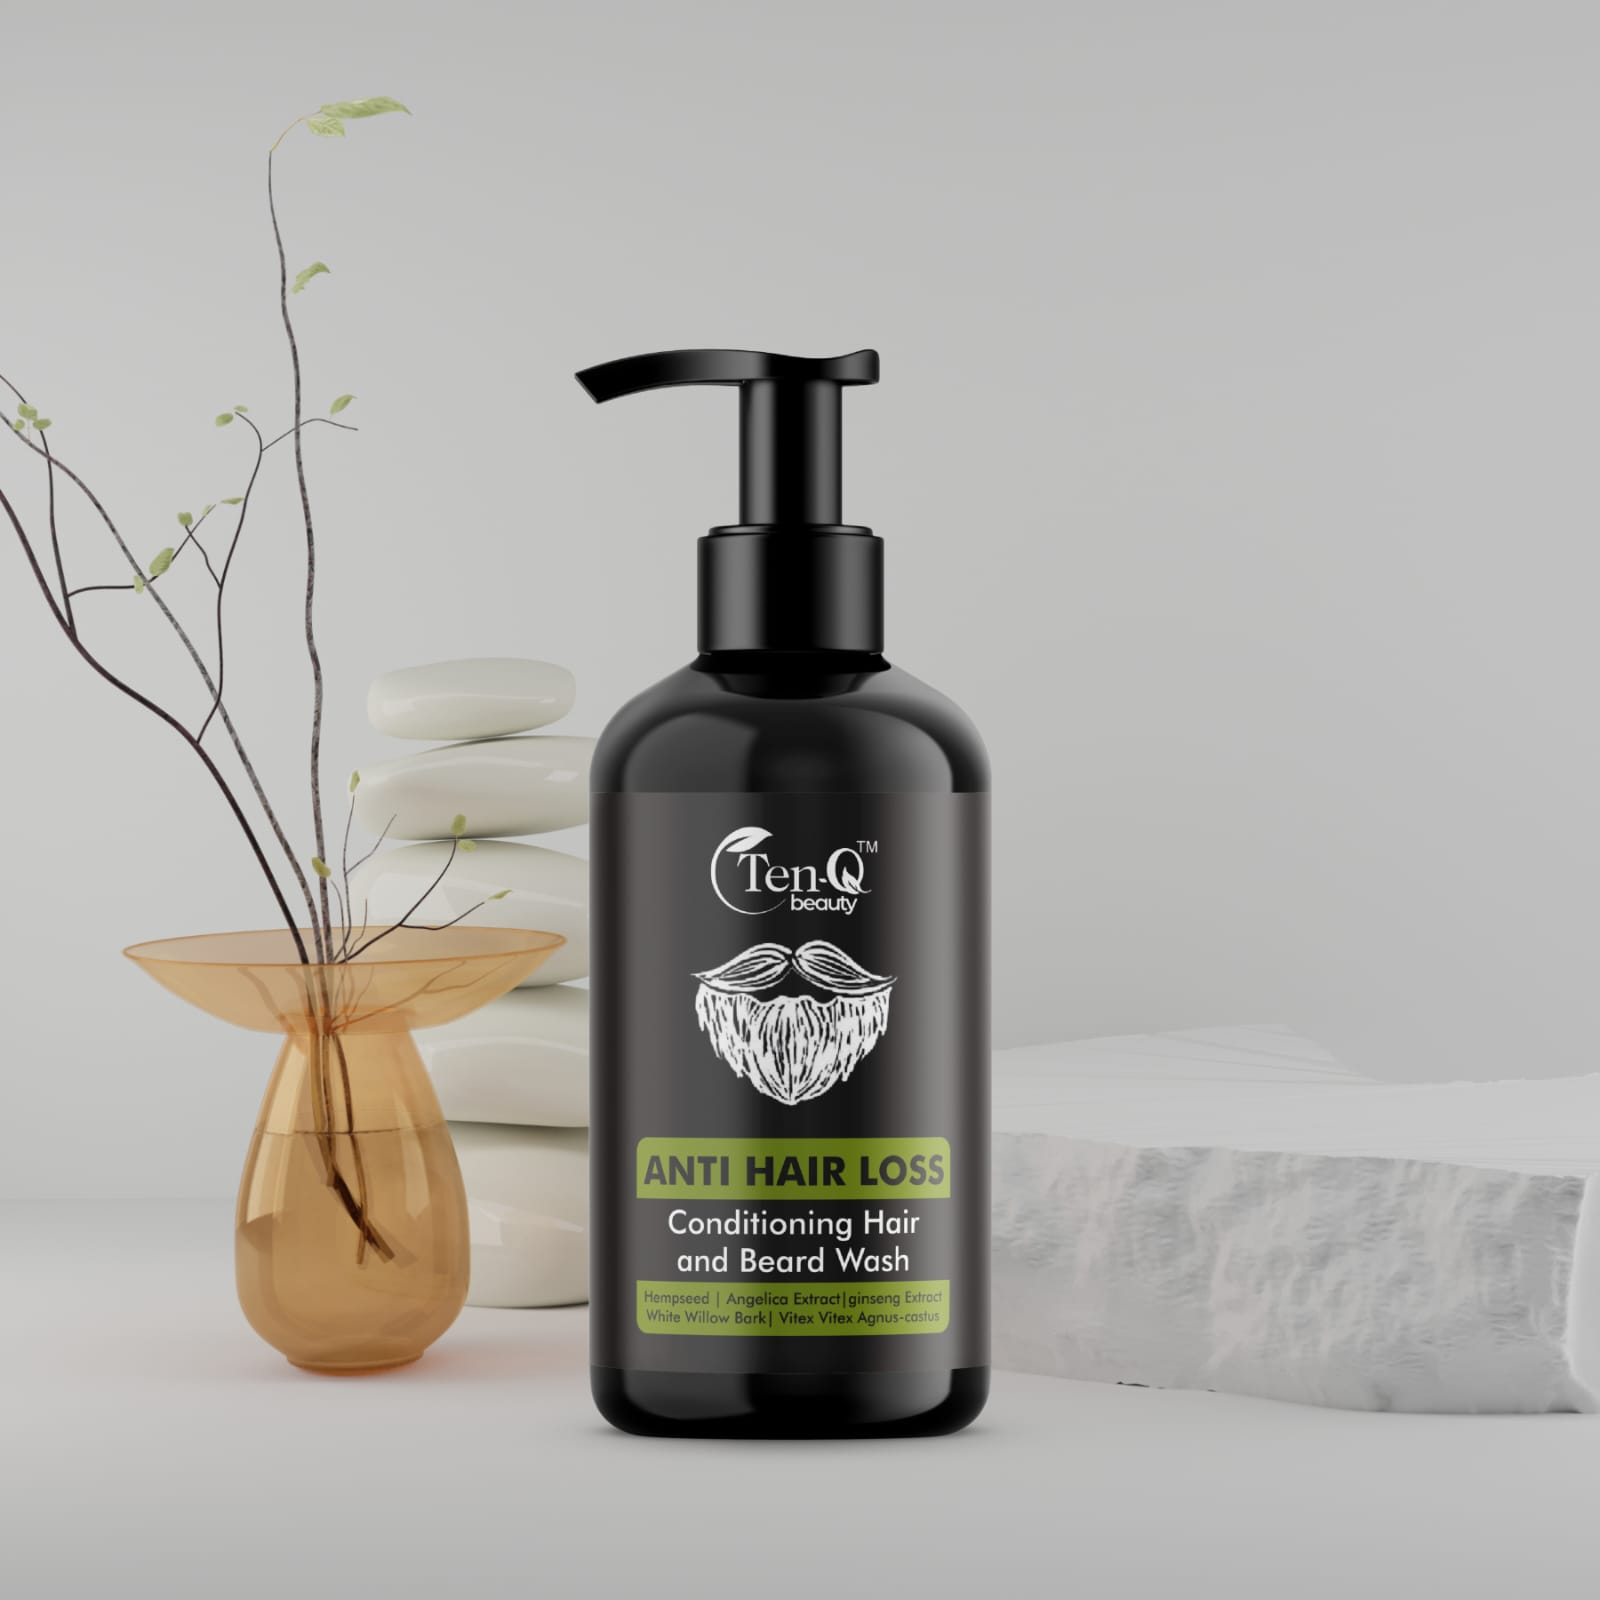 Ten-Q™
beauty
ANTI HAIR LOSS
Conditioning Hair
and Beard Wash
Hempseed | Angelica Extract|ginseng Extract
White Willow Bark| Vitex Vitex Agnus-castus